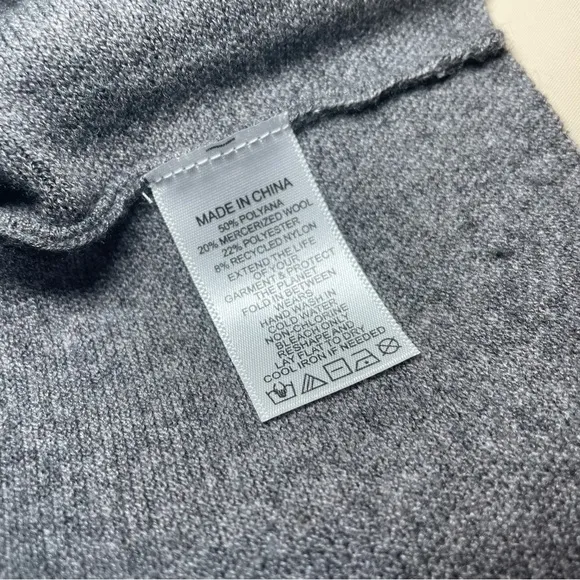 MADE IN CHINA
50% POLYANA
20% MERCERIZED WOOL
22% POLYESTER
8% RECYCLED NYLON
EXTEND THE LIFE
OF YOUR
GARMENT & PROTECT
THE PLANET
FOLD IN BETWEEN
WEARS
HAND WASH IN
COLD WATER
NON-CHLORINE
BLEACH ONLY
RESHAPE AND
LAY FLAT TO DRY
COOL IRON IF NEEDED